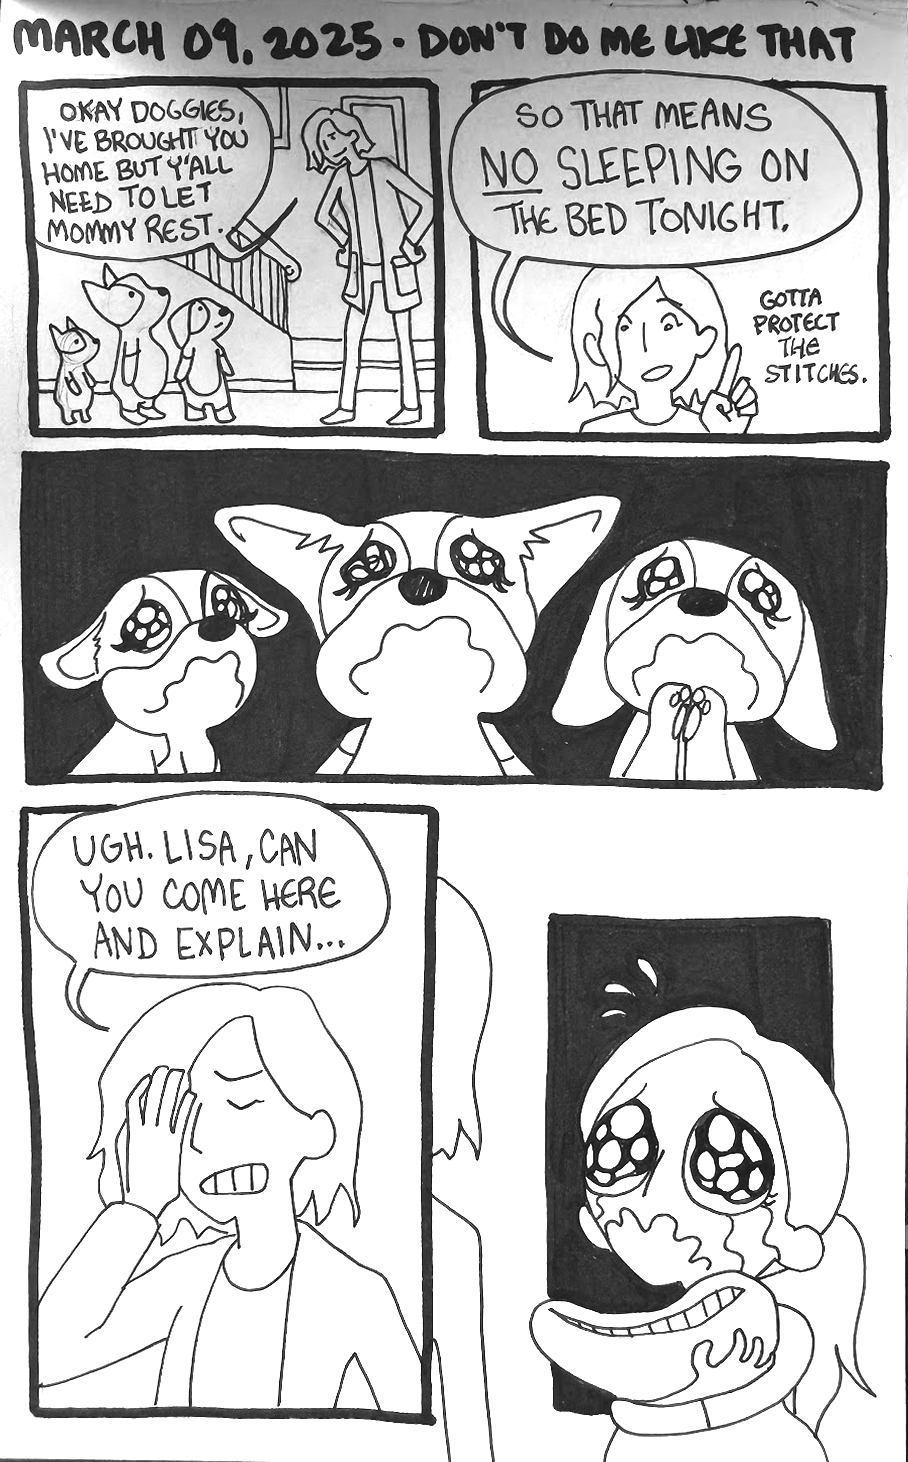 MARCH 09, 2025 - DON'T DO ME LIKE THAT
OKAY DOGGIES,
I'VE BROUGHT YOU
HOME BUT Y'ALL
NEED TO LET
MOMMY REST.
SO THAT MEANS
NO SLEEPING ON
THE BED TONIGHT.
GOTTA
PROTECT
THE
STITCHES.
UGH. LISA, CAN
YOU COME HERE
AND EXPLAIN...